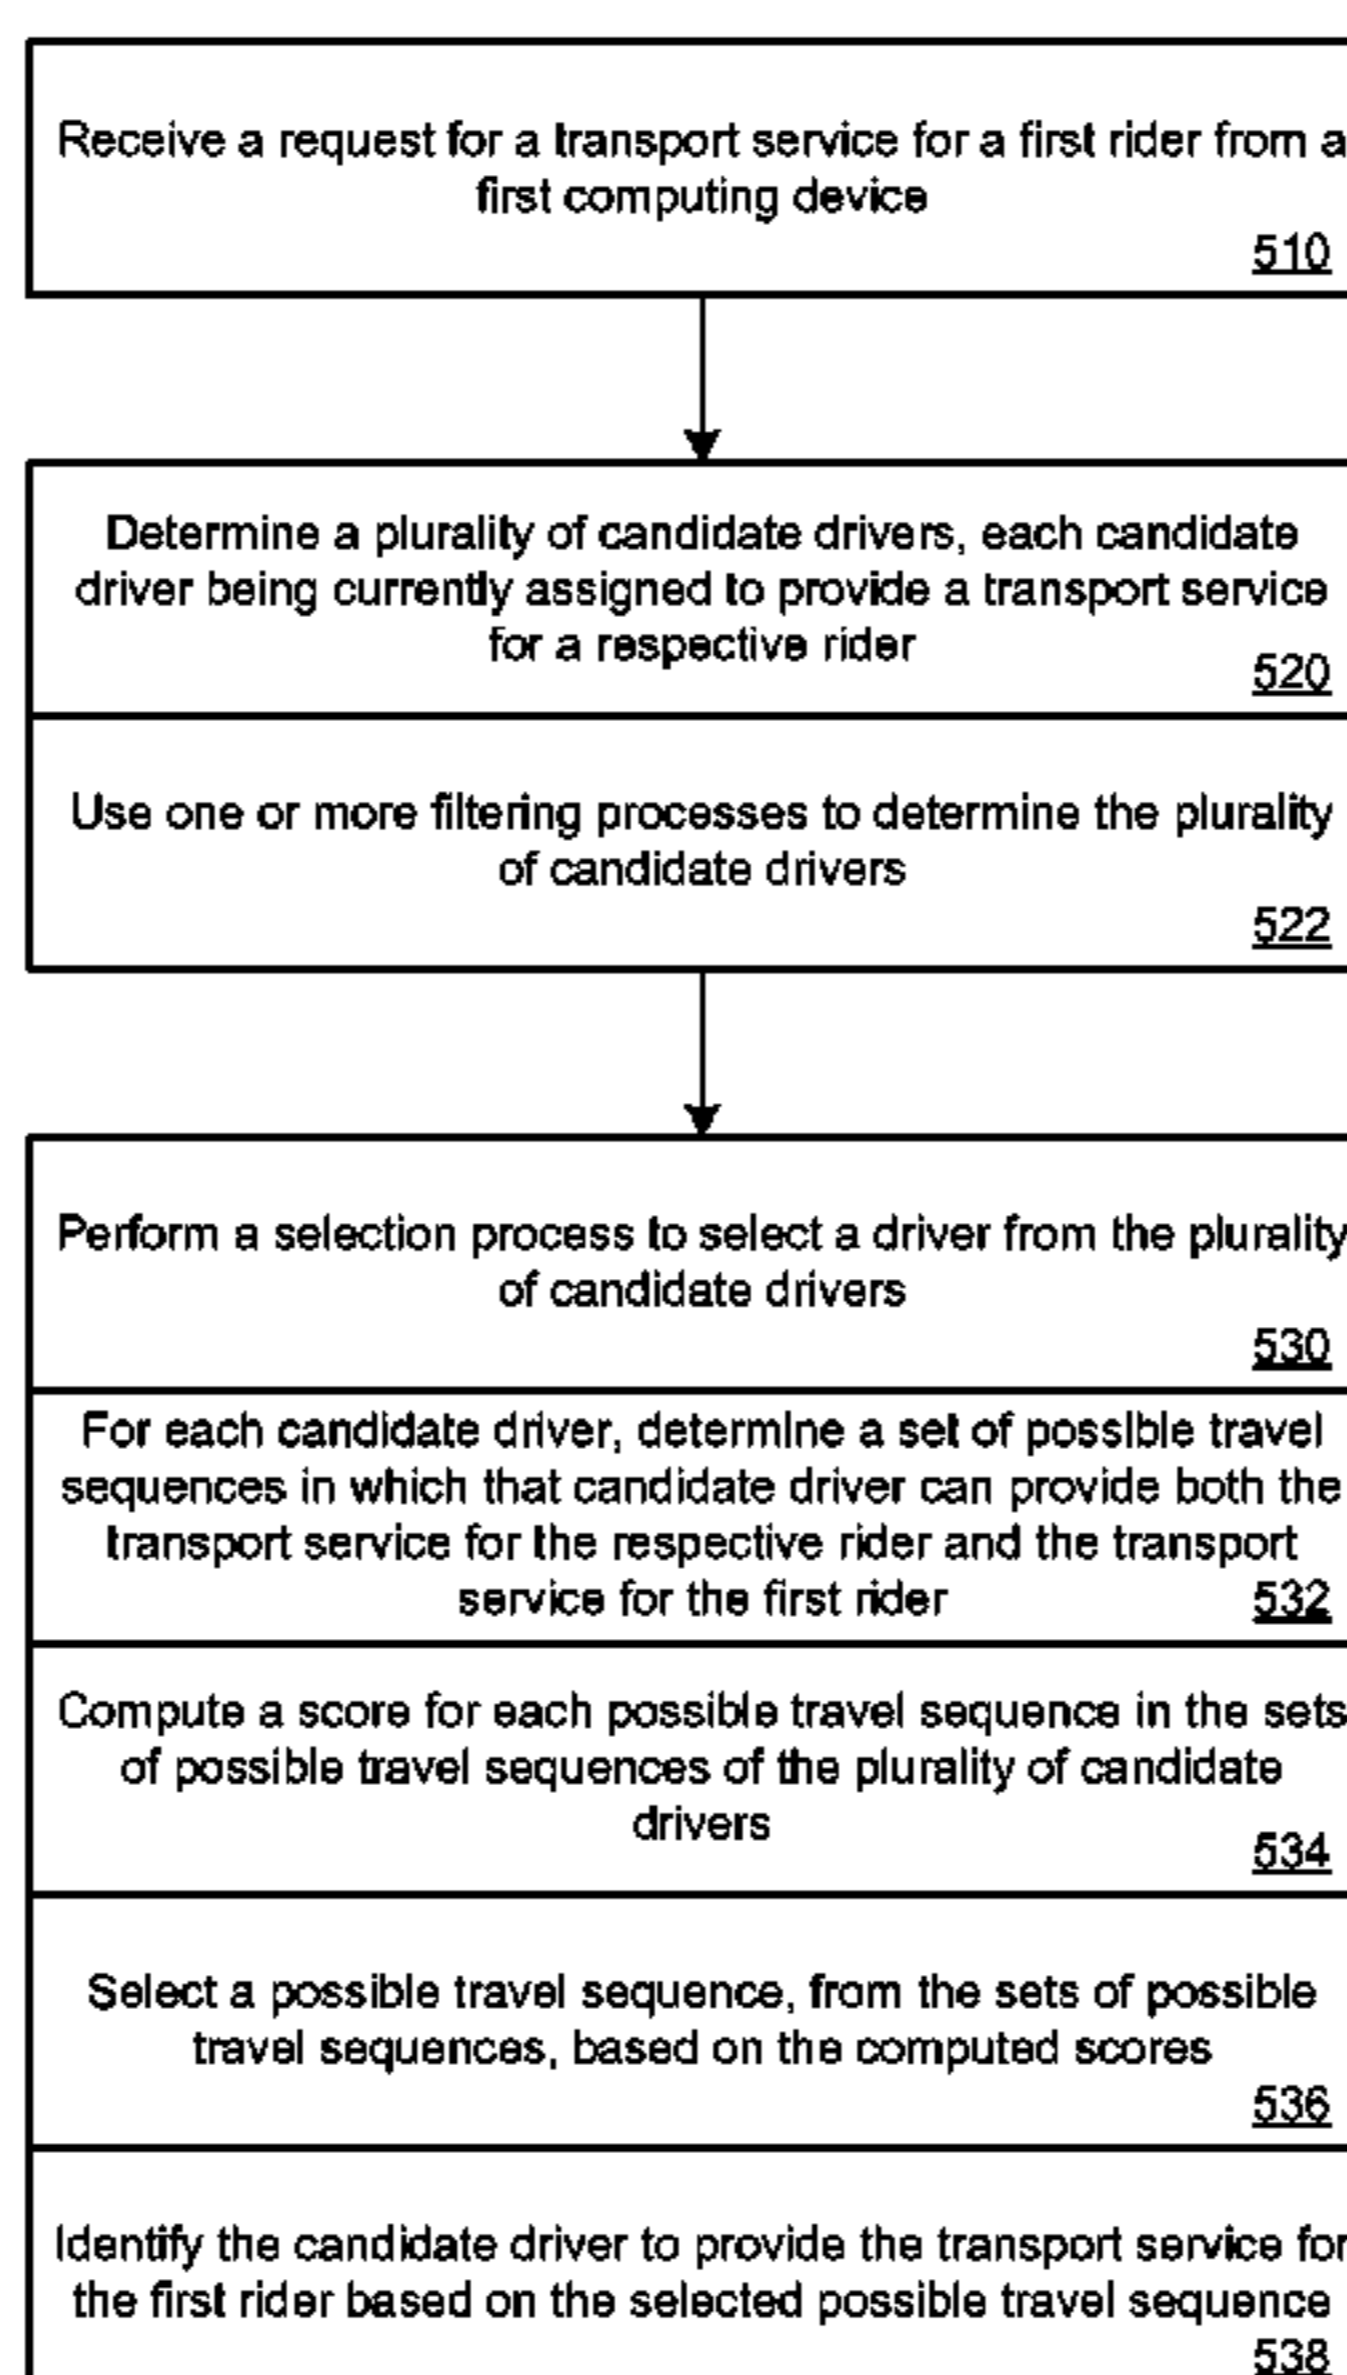 Receive a request for a transport service for a first rider from a
first computing device
510
Determine a plurality of candidate drivers, each candidate
driver being currently assigned to provide a transport service
for a respective rider
520
Use one or more filtering processes to determine the plurality
of candidate drivers
522
Perform a selection process to select a driver from the plurality
of candidate drivers
530
For each candidate driver, determine a set of possible travel
sequences in which that candidate driver can provide both the
transport service for the respective rider and the transport
service for the first rider
532
Compute a score for each possible travel sequence in the sets
of possible travel sequences of the plurality of candidate
drivers
534
Select a possible travel sequence, from the sets of possible
travel sequences, based on the computed scores
536
Identify the candidate driver to provide the transport service for
the first rider based on the selected possible travel sequence
538